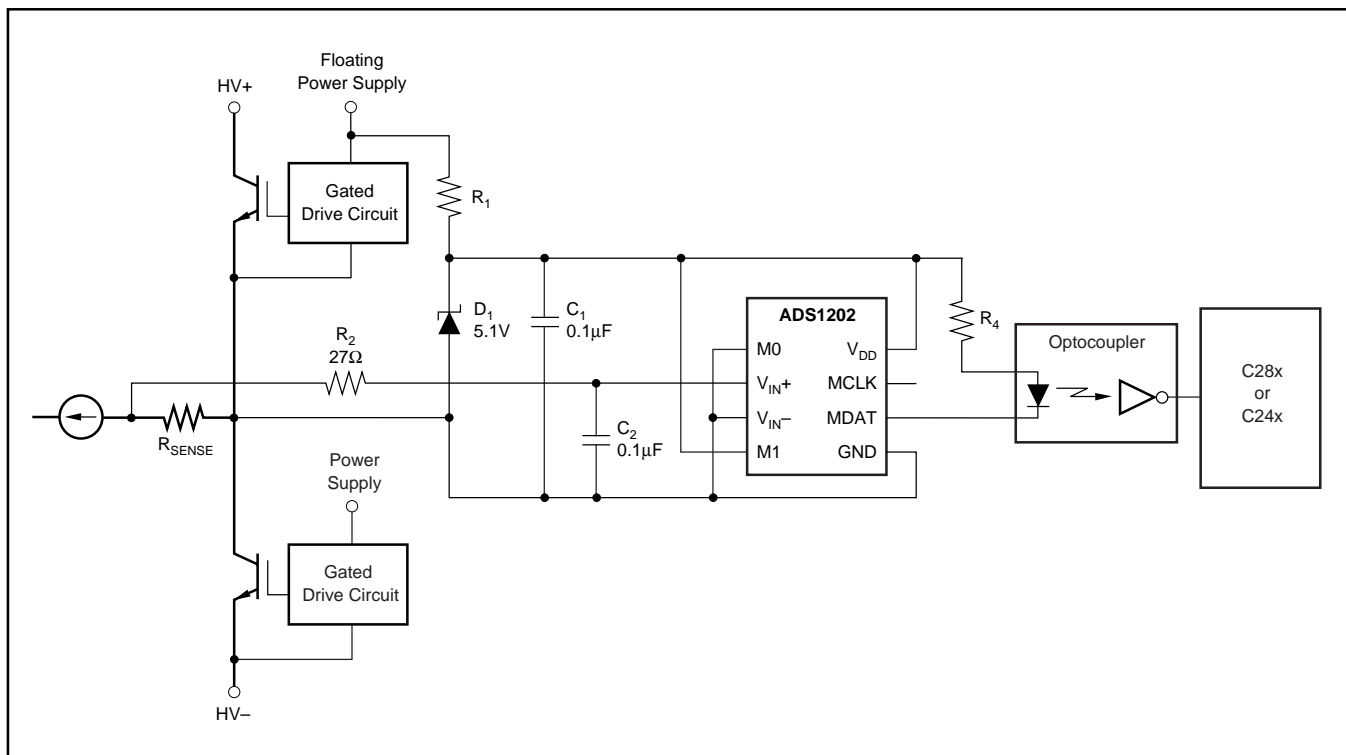 Floating
Power Supply
HV+
Gated
Drive Circuit
R1
D1
5.1V
C1
0.1μF
R2
27Ω
RSENSE
C2
0.1μF
ADS1202
M0
VIN+
VIN–
M1
VDD
MCLK
MDAT
GND
R4
Optocoupler
C28x
or
C24x
Power
Supply
Gated
Drive Circuit
HV–